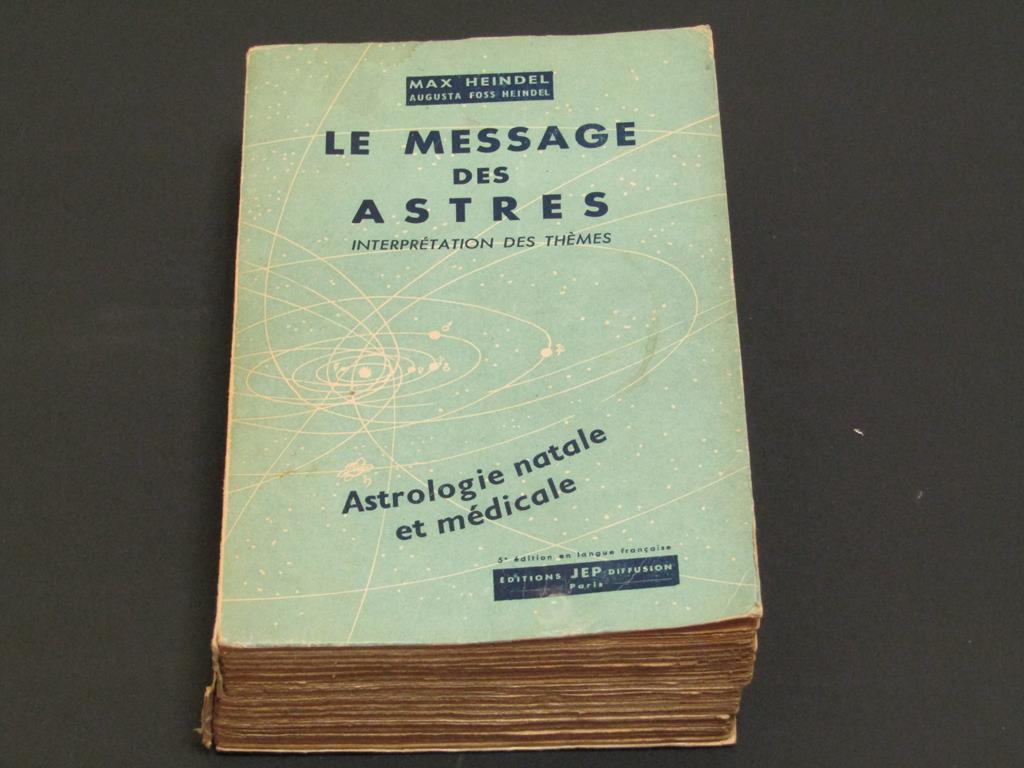 MAX HEINDEL
AUGUSTA FOSS HEINDEL
LE MESSAGE
DES
ASTRES
INTERPRÉTATION DES THÈMES
Astrologie natale
et médicale
5e édition en langue française
ÉDITIONS JEP DIFFUSION
Paris